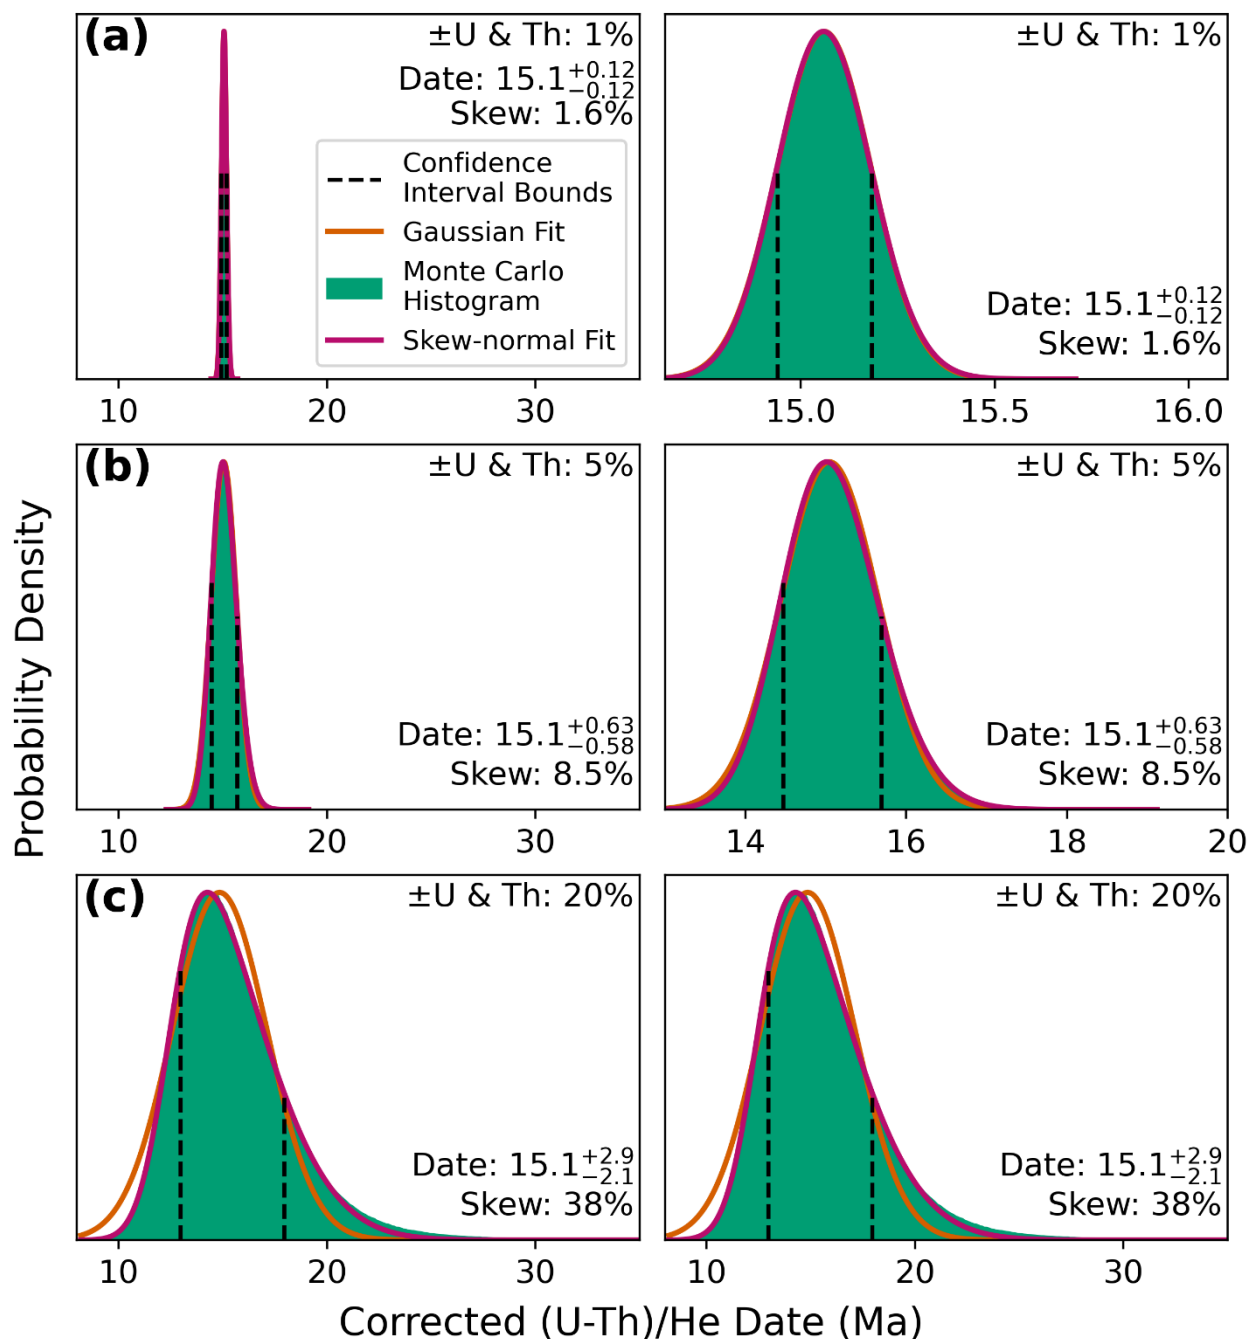 (a)
±U & Th: 1%
Date: 15.1 +0.12 −0.12
Skew: 1.6%
Confidence
Interval Bounds
Gaussian Fit
Monte Carlo
Histogram
Skew-normal Fit
10 20 30
±U & Th: 1%
Date: 15.1 +0.12 −0.12
Skew: 1.6%
15.0 15.5 16.0
(b)
±U & Th: 5%
Date: 15.1 +0.63 −0.58
Skew: 8.5%
10 20 30
±U & Th: 5%
Date: 15.1 +0.63 −0.58
Skew: 8.5%
14 16 18 20
(c)
±U & Th: 20%
Date: 15.1 +2.9 −2.1
Skew: 38%
10 20 30
±U & Th: 20%
Date: 15.1 +2.9 −2.1
Skew: 38%
10 20 30
Probability Density
Corrected (U-Th)/He Date (Ma)